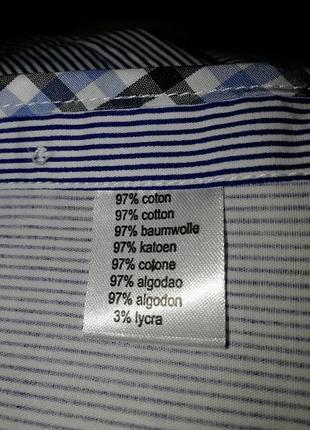 97% coton
97% cotton
97% baumwolle
97% katoen
97% cotone
97% algodao
97% algodon
3% lycra